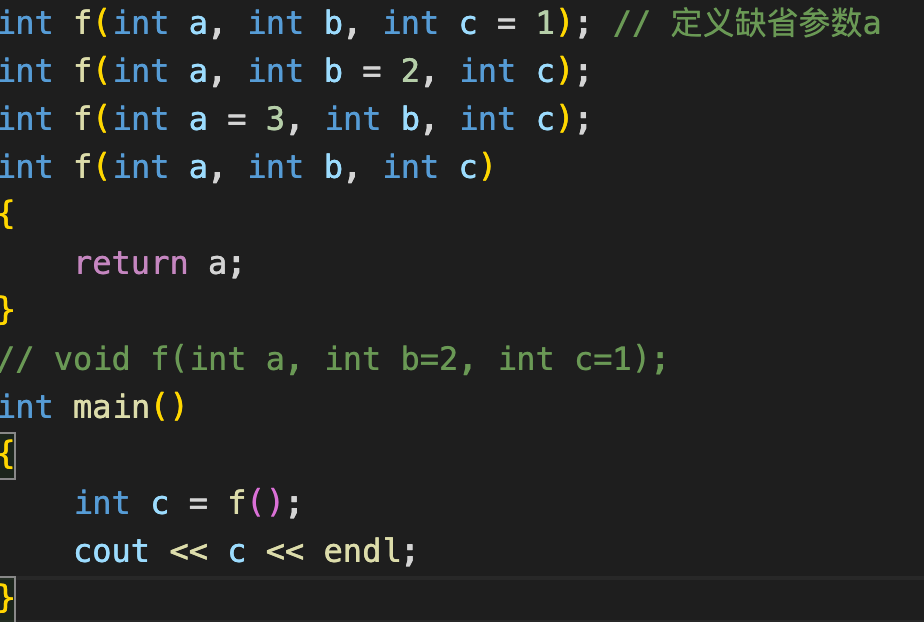 int f(int a, int b, int c = 1); // 定义缺省参数a
int f(int a, int b = 2, int c);
int f(int a = 3, int b, int c);
int f(int a, int b, int c)
{
    return a;
}
// void f(int a, int b=2, int c=1);
int main()
{
    int c = f();
    cout << c << endl;
}